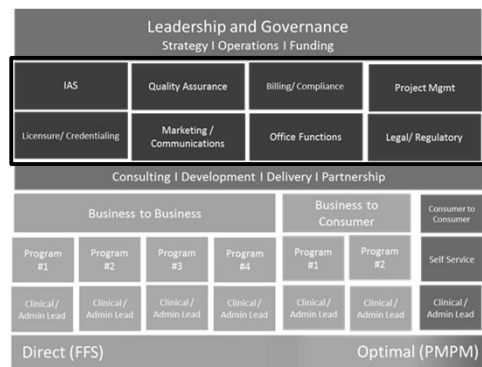 Leadership and Governance
Strategy I Operations I Funding
IAS
Quality Assurance
Billing/ Compliance
Project Mgmt
Licensure/ Credentialing
Marketing /
Communications
Office Functions
Legal/ Regulatory
Consulting I Development I Delivery I Partnership
Business to Business
Business to
Consumer
Consumer to
Consumer
Program
#1
Program
#2
Program
#3
Program
#4
Program
#1
Program
#2
Self Service
Clinical /
Admin Lead
Clinical /
Admin Lead
Clinical /
Admin Lead
Clinical /
Admin Lead
Clinical /
Admin Lead
Clinical /
Admin Lead
Clinical /
Admin Lead
Direct (FFS)
Optimal (PMPM)